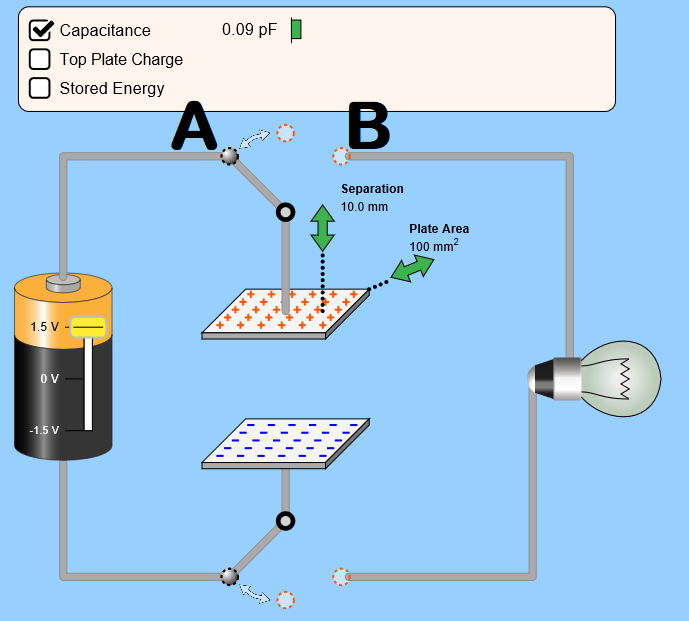 Capacitance 0.09 pF
Top Plate Charge
Stored Energy
A B
Separation
10.0 mm
Plate Area
100 mm²
1.5 V
0 V
-1.5 V